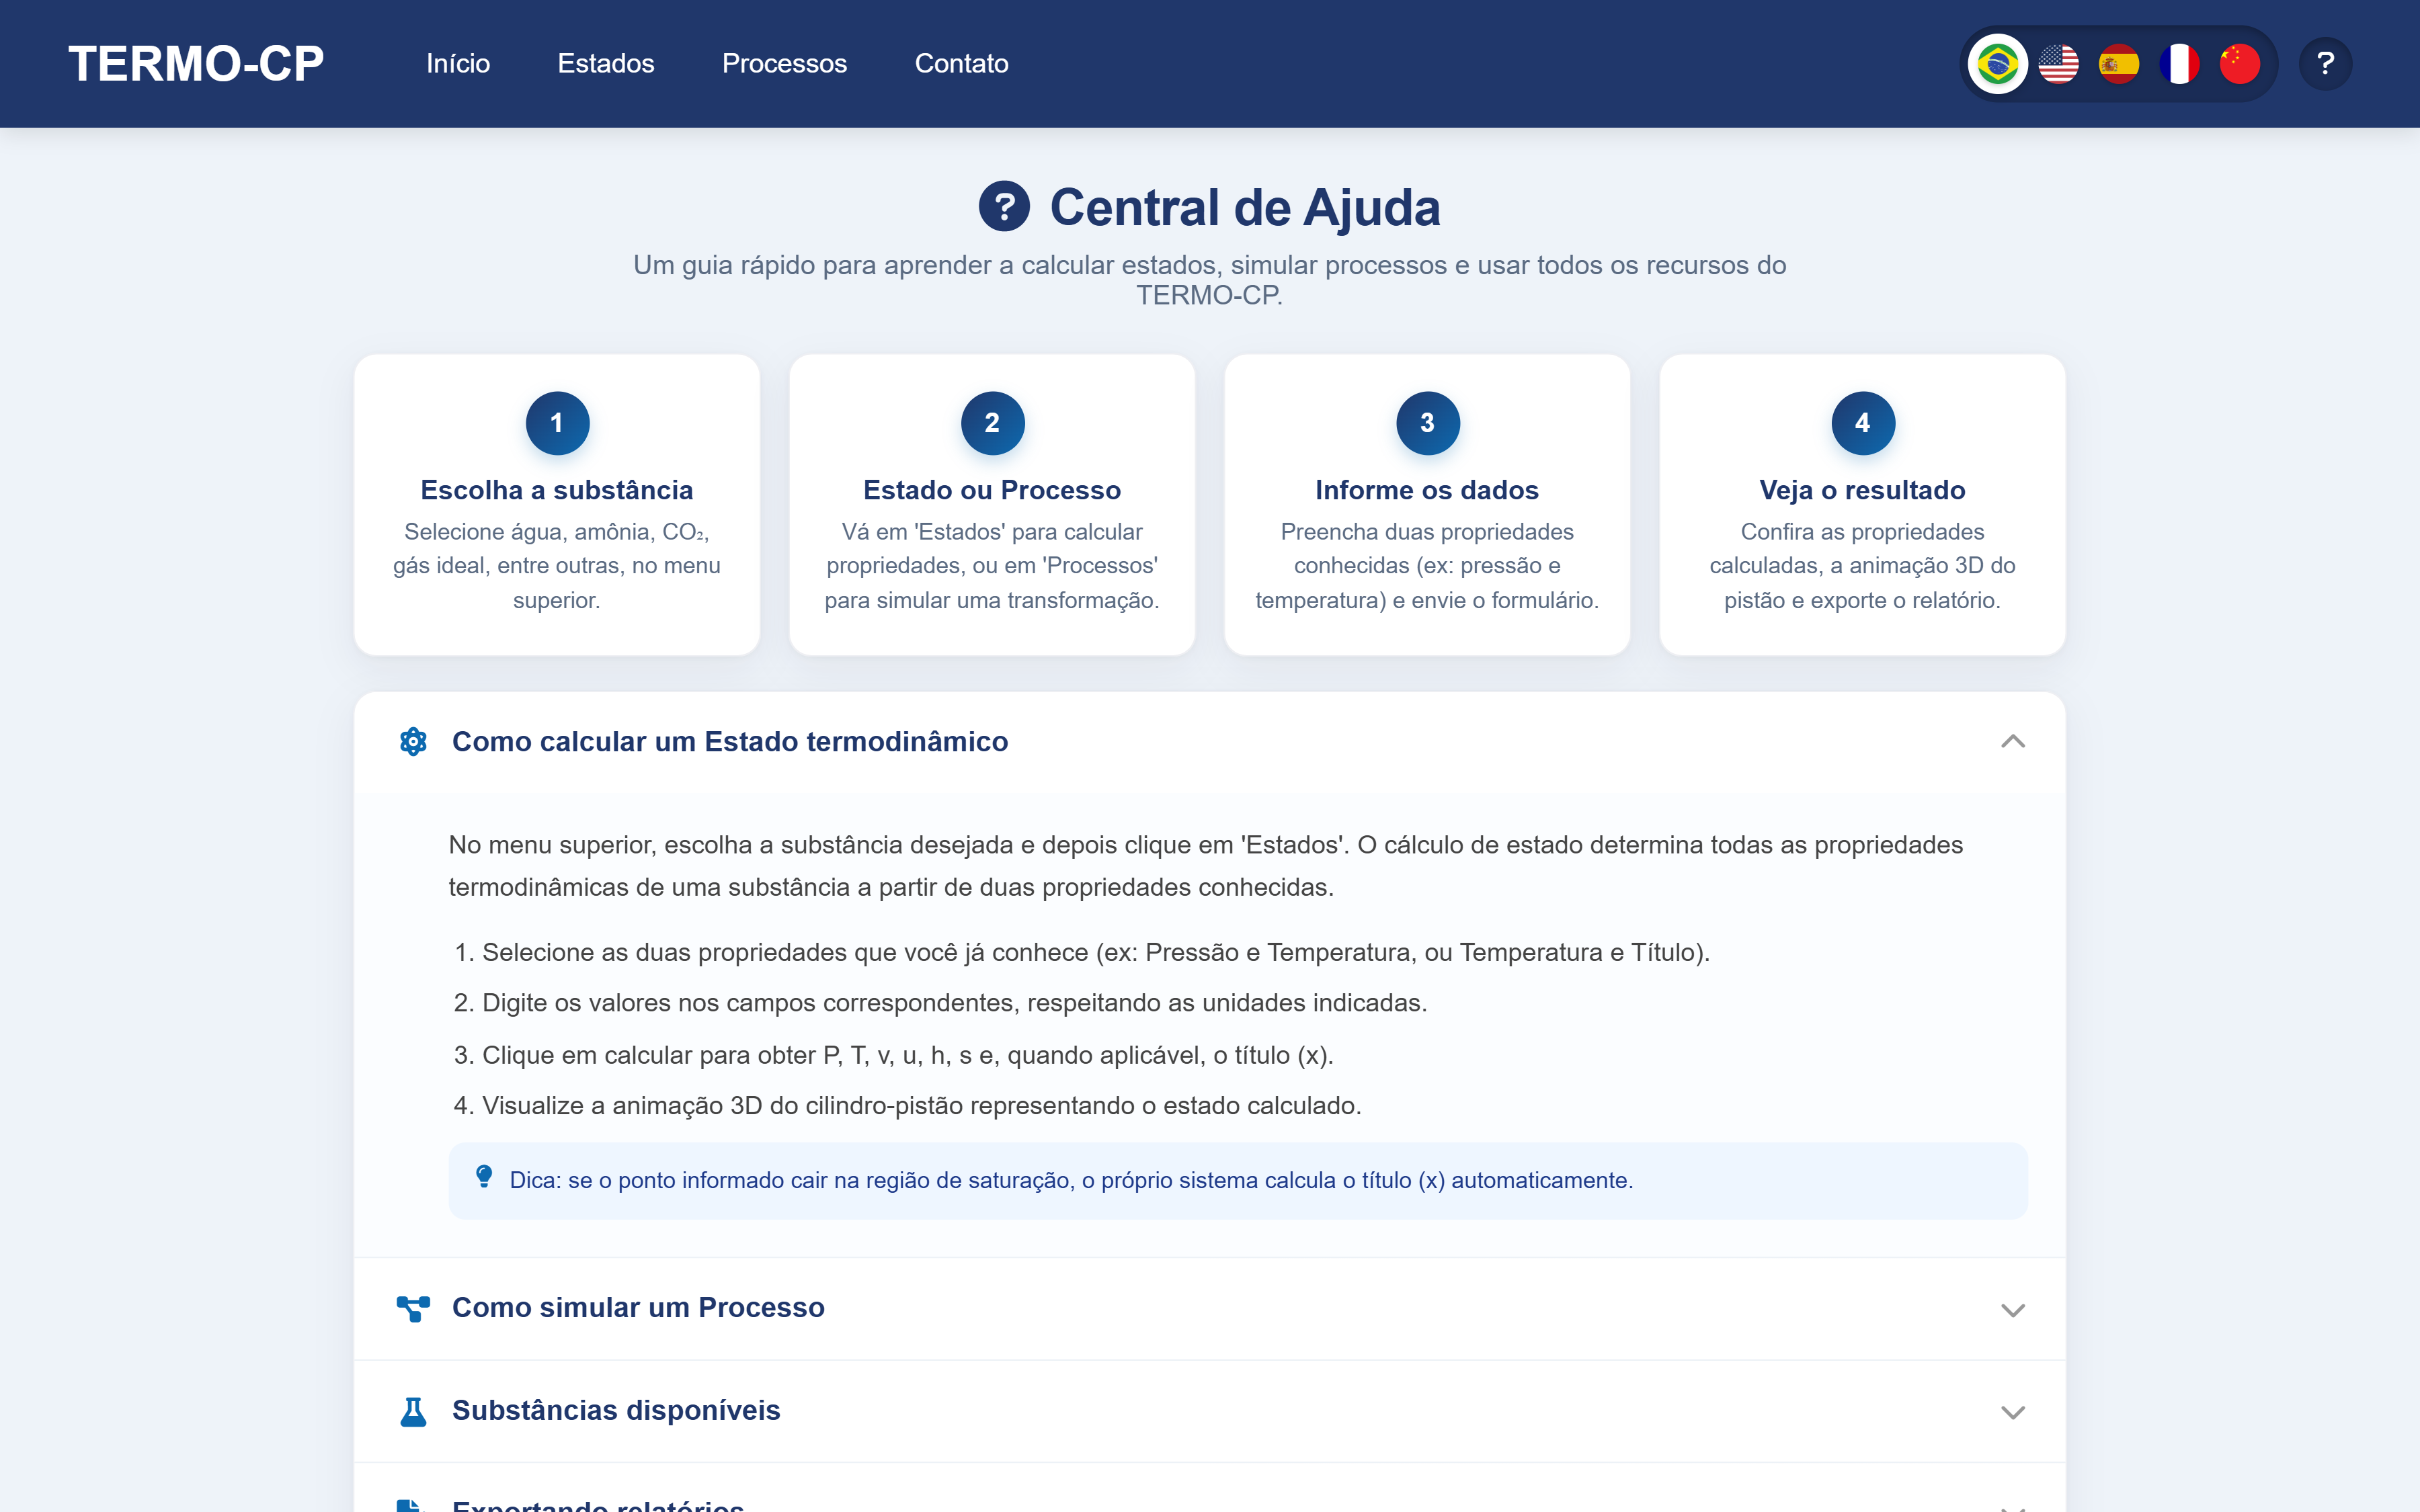 TERMO-CP
Início
Estados
Processos
Contato
?
? Central de Ajuda
Um guia rápido para aprender a calcular estados, simular processos e usar todos os recursos do
TERMO-CP.
1
Escolha a substância
Selecione água, amônia, CO₂,
gás ideal, entre outras, no menu
superior.
2
Estado ou Processo
Vá em 'Estados' para calcular
propriedades, ou em 'Processos'
para simular uma transformação.
3
Informe os dados
Preencha duas propriedades
conhecidas (ex: pressão e
temperatura) e envie o formulário.
4
Veja o resultado
Confira as propriedades
calculadas, a animação 3D do
pistão e exporte o relatório.
Como calcular um Estado termodinâmico
No menu superior, escolha a substância desejada e depois clique em 'Estados'. O cálculo de estado determina todas as propriedades
termodinâmicas de uma substância a partir de duas propriedades conhecidas.
1. Selecione as duas propriedades que você já conhece (ex: Pressão e Temperatura, ou Temperatura e Título).
2. Digite os valores nos campos correspondentes, respeitando as unidades indicadas.
3. Clique em calcular para obter P, T, v, u, h, s e, quando aplicável, o título (x).
4. Visualize a animação 3D do cilindro-pistão representando o estado calculado.
Dica: se o ponto informado cair na região de saturação, o próprio sistema calcula o título (x) automaticamente.
Como simular um Processo
Substâncias disponíveis
Exportando relatórios